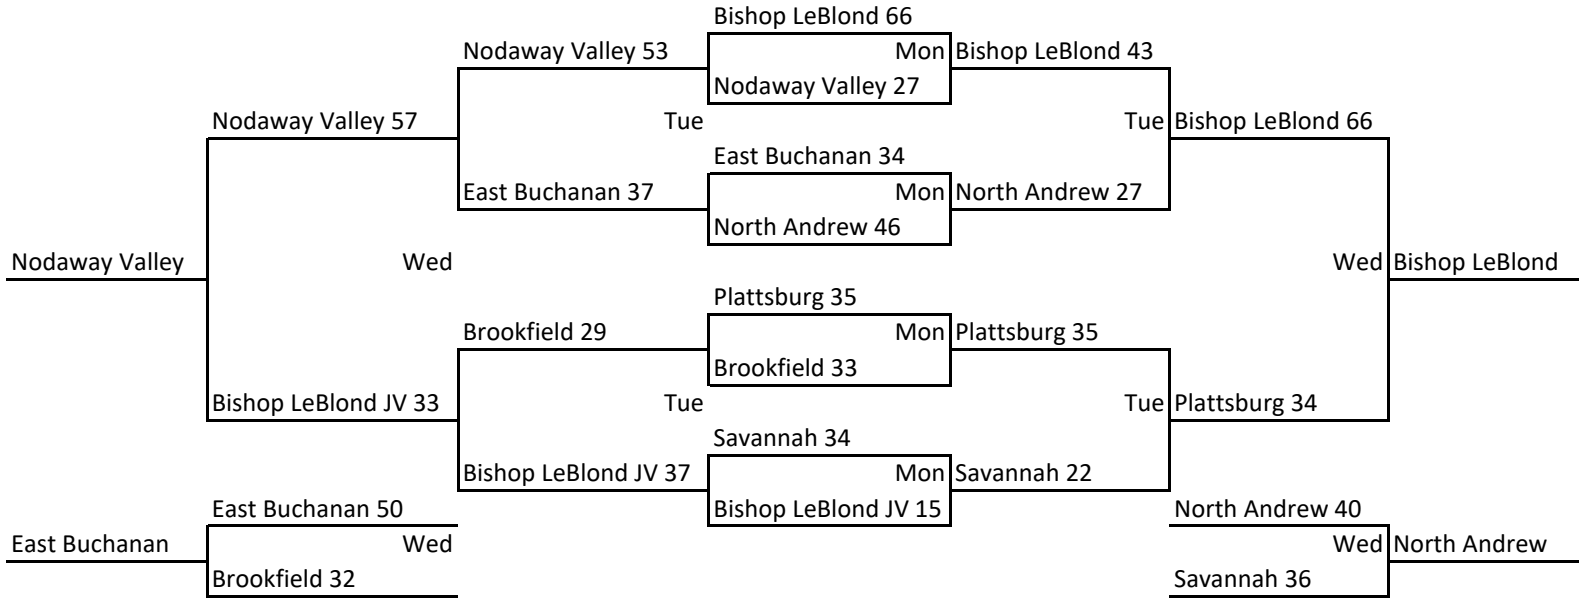 Bishop LeBlond 66
Nodaway Valley 53
Mon
Bishop LeBlond 43
Nodaway Valley 27
Nodaway Valley 57
Tue
Tue
Bishop LeBlond 66
East Buchanan 34
East Buchanan 37
Mon
North Andrew 27
North Andrew 46
Nodaway Valley
Wed
Wed
Bishop LeBlond
Plattsburg 35
Brookfield 29
Mon
Plattsburg 35
Brookfield 33
Bishop LeBlond JV 33
Tue
Tue
Plattsburg 34
Savannah 34
Bishop LeBlond JV 37
Mon
Savannah 22
East Buchanan 50
Bishop LeBlond JV 15
North Andrew 40
East Buchanan
Wed
Wed
North Andrew
Brookfield 32
Savannah 36